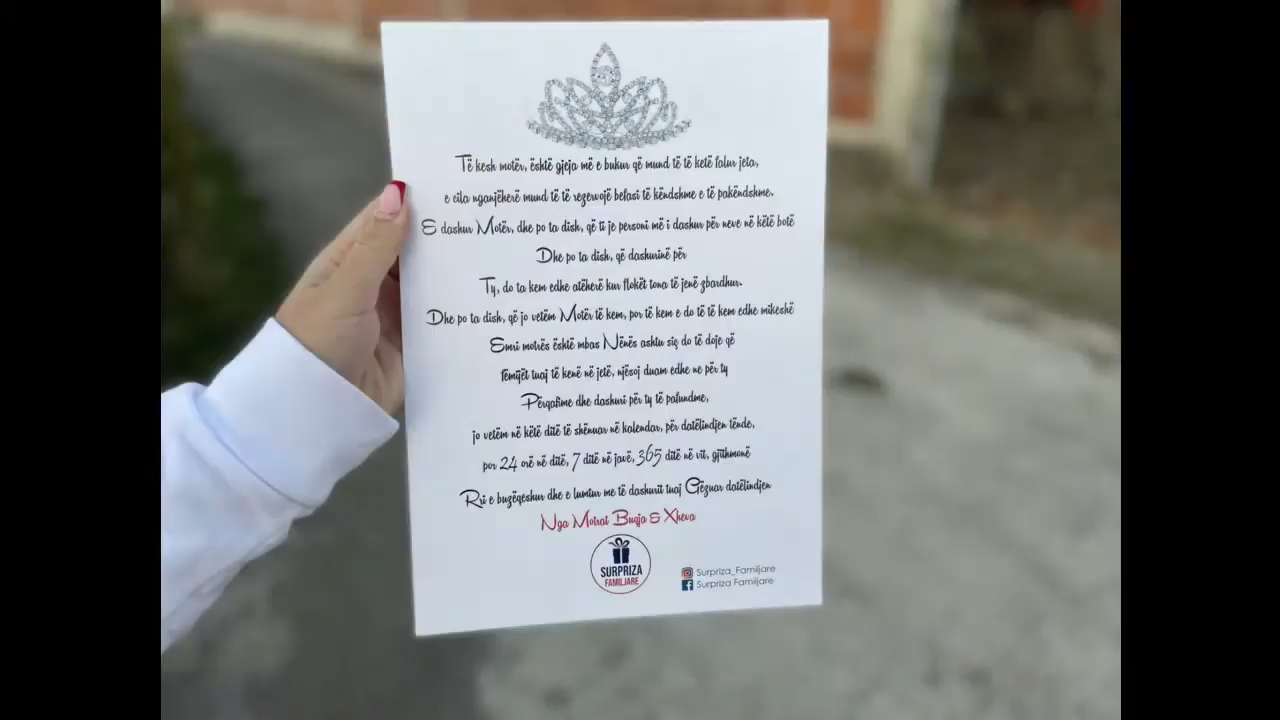 Të kesh motër, është gjëja më e bukur që mund të të ketë falur jeta,
e cila nganjëherë mund të të rezervojë befasi të këndshme e të pakëndshme.
E dashur Motër, dhe po ta dish, që ti je personi më i dashur për neve në këtë botë
Dhe po ta dish, që dashurinë për
Ty, do ta kem edhe atëherë kur flokët tona të jenë zbardhur.
Dhe po ta dish, që jo vetëm Motër të kem, por të kem e do të të kem edhe mikeshë
Emri motrës është mbas Nënës ashtu siç do të doje që
fëmijët tuaj të kenë në jetë, njësoj duam edhe ne për ty
Përqafime dhe dashuri për ty të pafundme,
jo vetëm në këtë ditë të shënuar në kalendar, për datëlindjen tënde,
por 24 orë në ditë, 7 ditë në javë, 365 ditë në vit, gjithmonë
Rri e buzëqeshur dhe e lumtur me të dashurit tuaj Gëzuar datëlindjen
Nga Motrat Buqja & Xheva
SURPRIZA
FAMILJARE
Surpriza_Familjare
Surpriza Familjare